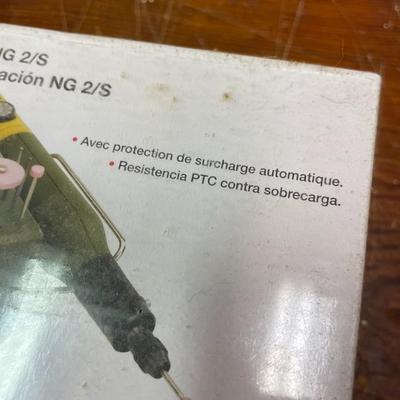 NG 2/S
ación NG 2/S
• Avec protection de surcharge automatique.
• Resistencia PTC contra sobrecarga.